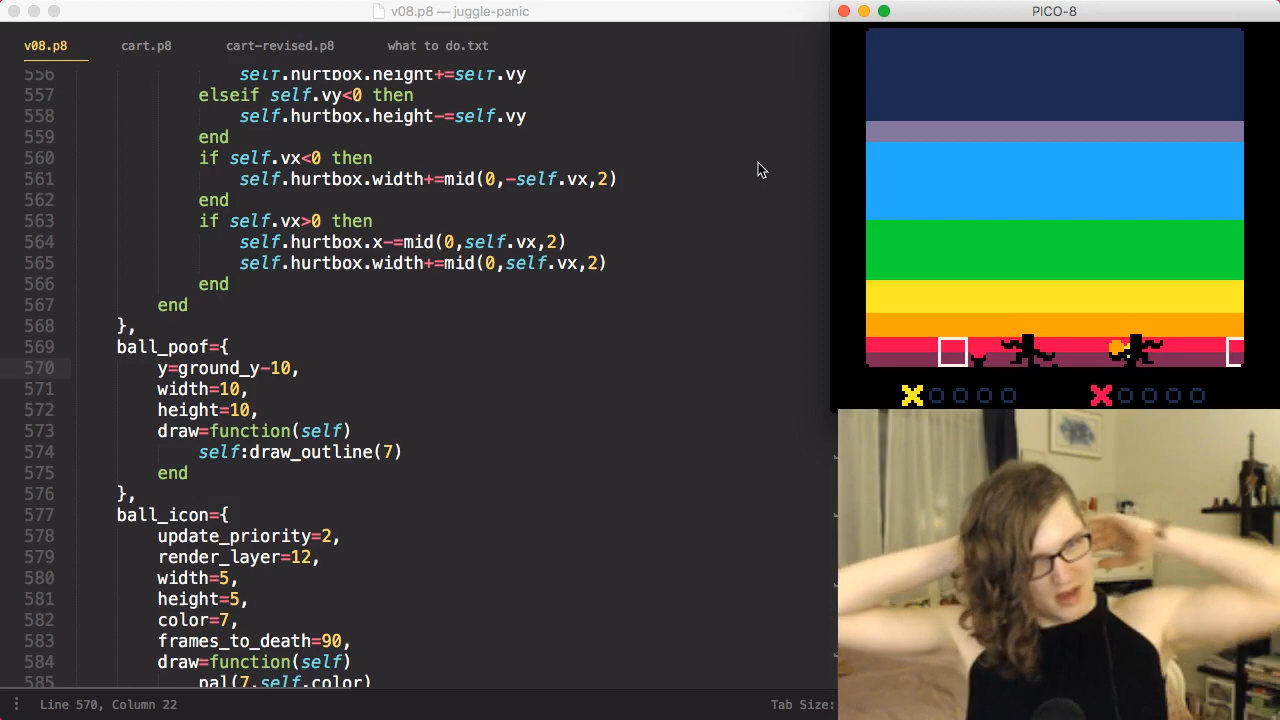 v08.p8 — juggle-panic
PICO-8
v08.p8
cart.p8
cart-revised.p8
what to do.txt
556 self.hurtbox.height+=self.vy
557 elseif self.vy<0 then
558 self.hurtbox.height-=self.vy
559 end
560 if self.vx<0 then
561 self.hurtbox.width+=mid(0,-self.vx,2)
562 end
563 if self.vx>0 then
564 self.hurtbox.x-=mid(0,self.vx,2)
565 self.hurtbox.width+=mid(0,self.vx,2)
566 end
567 end
568 },
569 ball_poof={
570 y=ground_y-10,
571 width=10,
572 height=10,
573 draw=function(self)
574 self:draw_outline(7)
575 end
576 },
577 ball_icon={
578 update_priority=2,
579 render_layer=12,
580 width=5,
581 height=5,
582 color=7,
583 frames_to_death=90,
584 draw=function(self)
585 pal(7,self.color)
Line 570, Column 22
Tab Size: